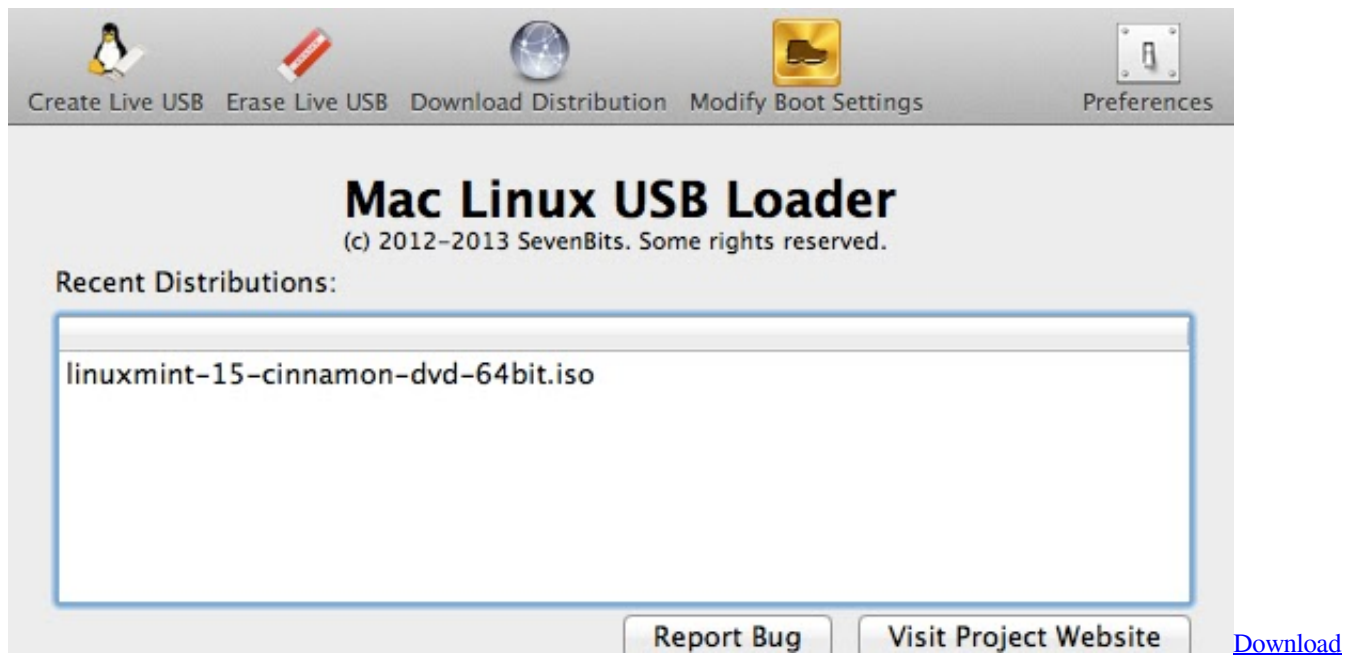 Create Live USB Erase Live USB Download Distribution Modify Boot Settings Preferences
Mac Linux USB Loader
(c) 2012-2013 SevenBits. Some rights reserved.
Recent Distributions:
linuxmint-15-cinnamon-dvd-64bit.iso
Report Bug Visit Project Website Download